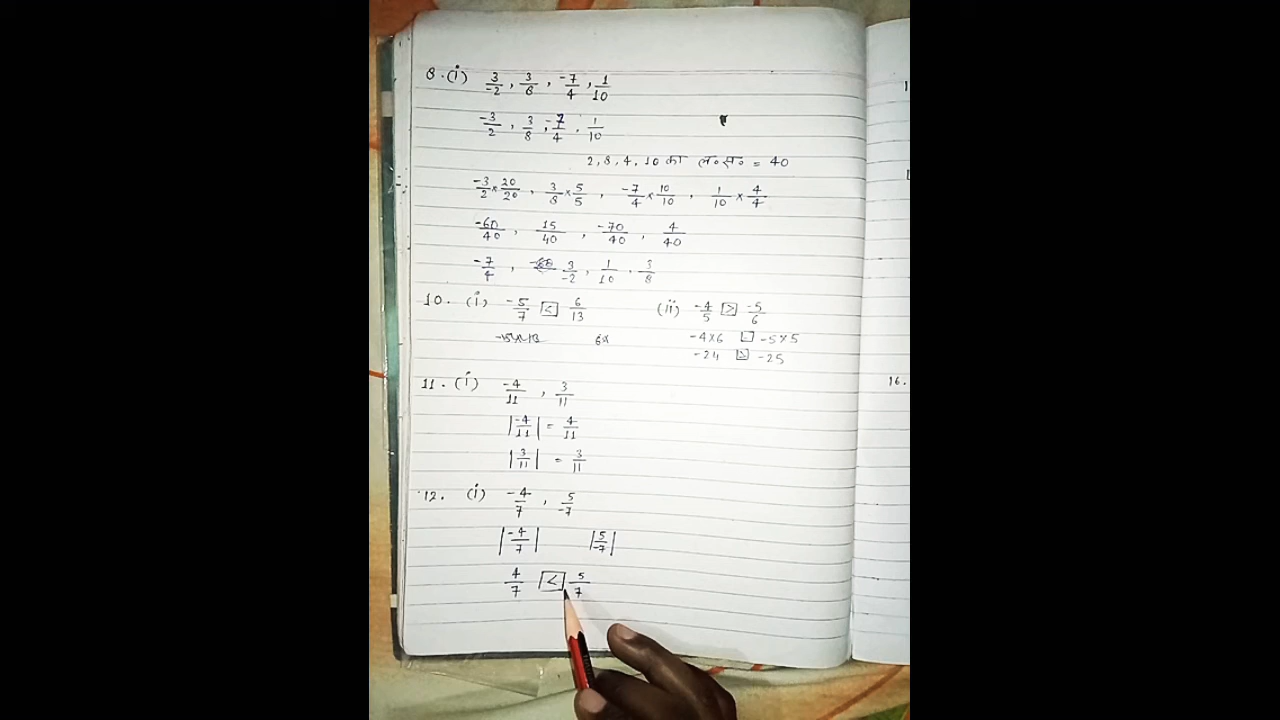 8. (i) 3/-2, 3/8, -7/4, 1/10
-3/2, 3/8, -7/4, 1/10
2, 8, 4, 10 का ल०स० = 40
-3/2 × 20/20, 3/8 × 5/5, -7/4 × 10/10, 1/10 × 4/4
-60/40, 15/40, -70/40, 4/40
-7/4, 3/-2, 1/10, 3/8
10. (i) -5/7 < 6/13 (ii) -4/5 > -5/6
6× -4×6 -5×5
-24 > -25
11. (i) -4/11, 3/11
|-4/11| = 4/11
|3/11| = 3/11
12. (i) -4/7, 5/-7
|-4/7| |5/-7|
4/7 < 5/7
16.